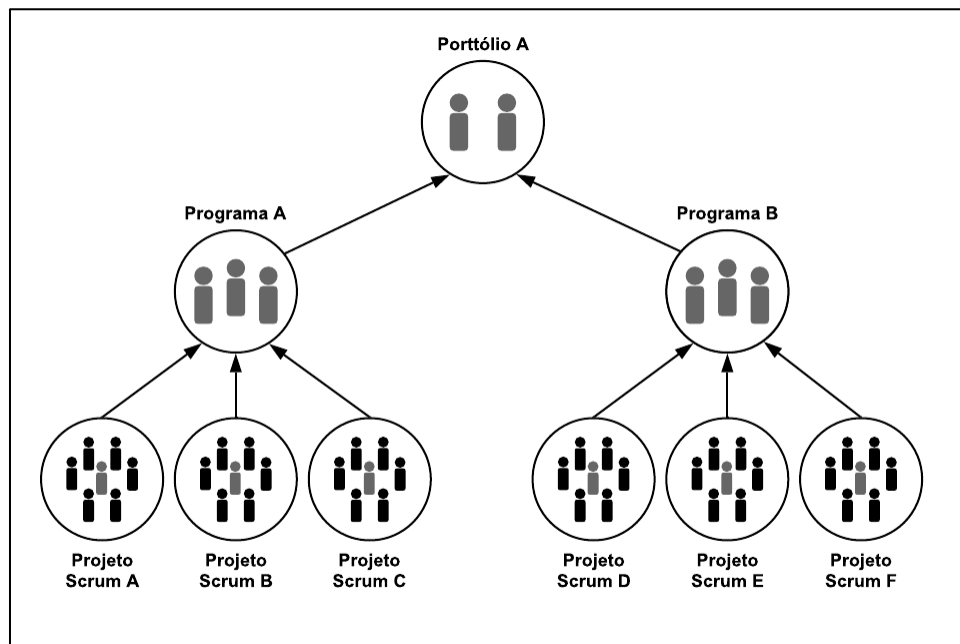 Porttólio A
Programa A
Programa B
Projeto
Scrum A
Projeto
Scrum B
Projeto
Scrum C
Projeto
Scrum D
Projeto
Scrum E
Projeto
Scrum F